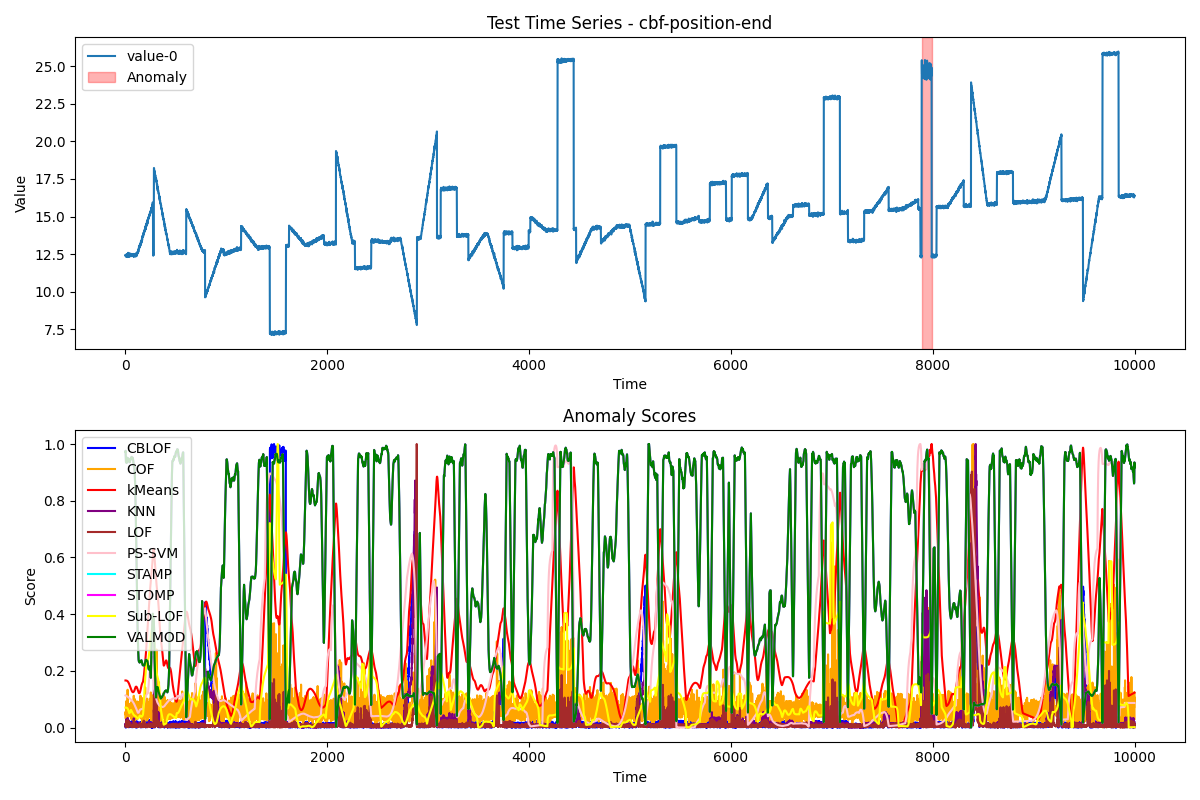 Test Time Series - cbf-position-end
value-0
Anomaly
Value
25.0
22.5
20.0
17.5
15.0
12.5
10.0
7.5
0 2000 4000 6000 8000 10000
Time
Anomaly Scores
CBLOF
COF
kMeans
KNN
LOF
PS-SVM
STAMP
STOMP
Sub-LOF
VALMOD
Score
1.0
0.8
0.6
0.4
0.2
0.0
0 2000 4000 6000 8000 10000
Time